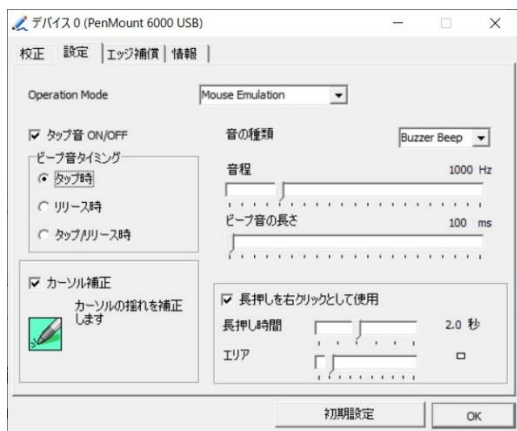 デバイス 0 (PenMount 6000 USB)
校正 設定 エッジ補償 情報
Operation Mode Mouse Emulation
タップ音 ON/OFF
音の種類 Buzzer Beep
ビープ音タイミング
タップ時
リリース時
タップ/リリース時
音程 1000 Hz
ビープ音の長さ 100 ms
カーソル補正
カーソルの揺れを補正
します
長押しを右クリックとして使用
長押し時間 2.0 秒
エリア
初期設定 OK